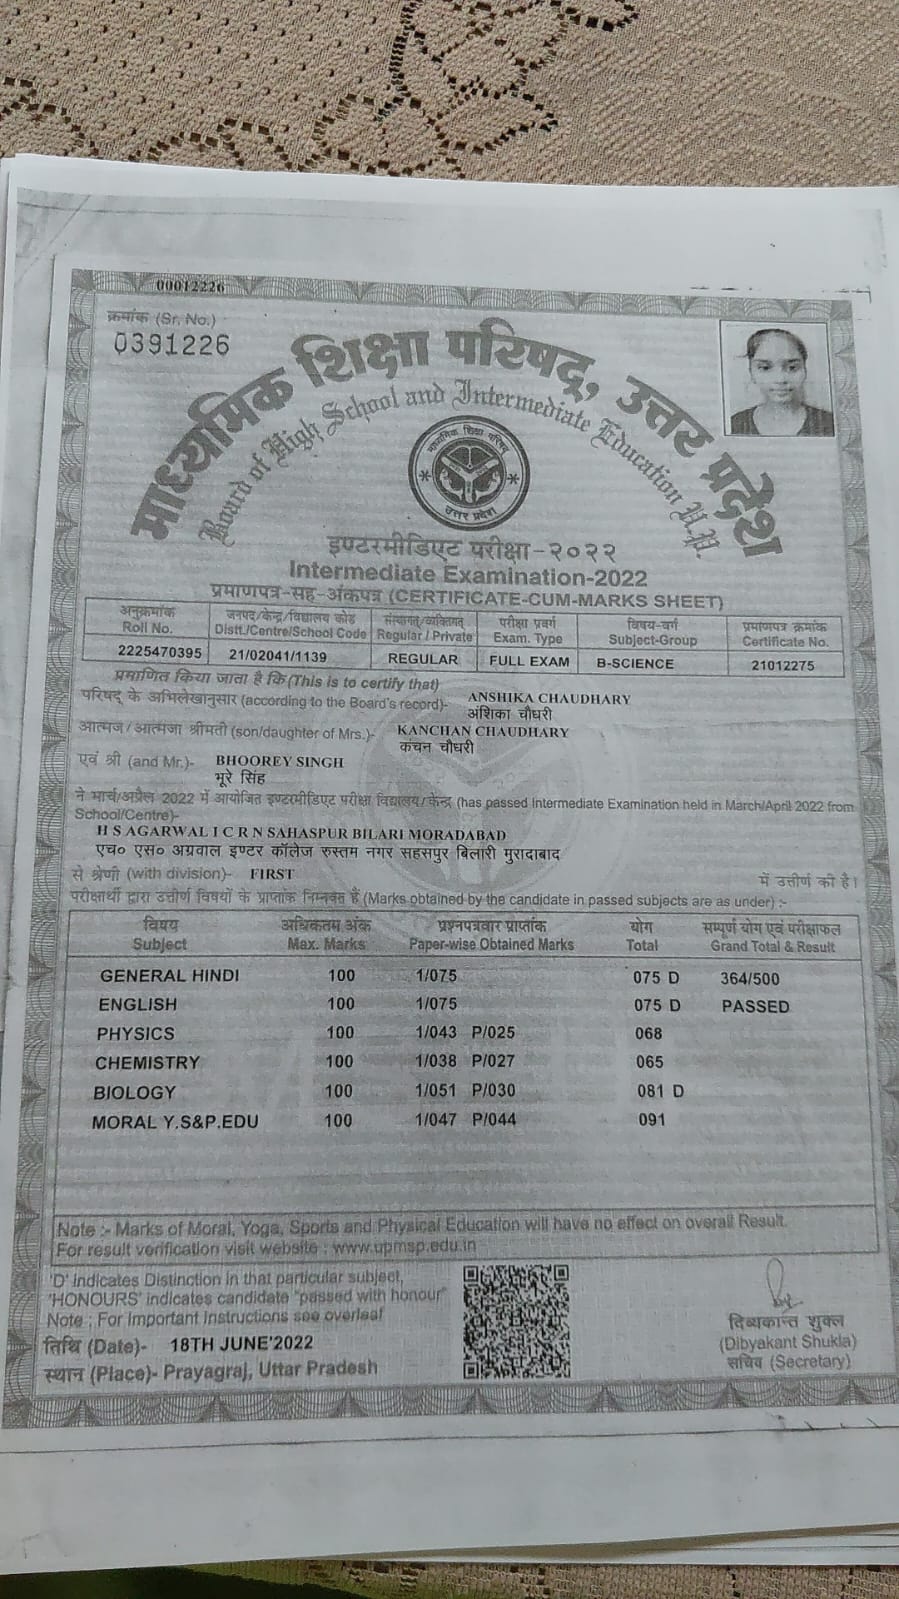 00012226
क्रमांक (Sr. No.)
0391226
माध्यमिक शिक्षा परिषद्, उत्तर प्रदेश
Board of High School and Intermediate Education U.P.
माध्यमिक शिक्षा परिषद्
उत्तर प्रदेश
इण्टरमीडिएट परीक्षा-२०२२
Intermediate Examination-2022
प्रमाणपत्र-सह-अंकपत्र (CERTIFICATE-CUM-MARKS SHEET)
अनुक्रमांक जनपद/केन्द्र/विद्यालय कोड संस्थागत/व्यक्तिगत परीक्षा प्रवर्ग विषय-वर्ग प्रमाणपत्र क्रमांक
Roll No. Distt./Centre/School Code Regular / Private Exam. Type Subject-Group Certificate No.
2225470395 21/02041/1139 REGULAR FULL EXAM B-SCIENCE 21012275
प्रमाणित किया जाता है कि (This is to certify that)
परिषद् के अभिलेखानुसार (according to the Board's record)- ANSHIKA CHAUDHARY
अंशिका चौधरी
आत्मज/आत्मजा श्रीमती (son/daughter of Mrs.)- KANCHAN CHAUDHARY
कंचन चौधरी
एवं श्री (and Mr.)- BHOOREY SINGH
भूरे सिंह
ने मार्च/अप्रैल 2022 में आयोजित इण्टरमीडिएट परीक्षा विद्यालय/केन्द्र (has passed Intermediate Examination held in March/April 2022 from
School/Centre)-
H S AGARWAL I C R N SAHASPUR BILARI MORADABAD
एच० एस० अग्रवाल इण्टर कॉलेज रुस्तम नगर सहसपुर बिलारी मुरादाबाद
से श्रेणी (with division)- FIRST में उत्तीर्ण की है।
परीक्षार्थी द्वारा उत्तीर्ण विषयों के प्राप्तांक निम्नवत हैं (Marks obtained by the candidate in passed subjects are as under) :-
विषय अधिकतम अंक प्रश्नपत्रवार प्राप्तांक योग सम्पूर्ण योग एवं परीक्षाफल
Subject Max. Marks Paper-wise Obtained Marks Total Grand Total & Result
GENERAL HINDI 100 1/075 075 D 364/500
ENGLISH 100 1/075 075 D PASSED
PHYSICS 100 1/043 P/025 068
CHEMISTRY 100 1/038 P/027 065
BIOLOGY 100 1/051 P/030 081 D
MORAL Y.S&P.EDU 100 1/047 P/044 091
Note :- Marks of Moral, Yoga, Sports and Physical Education will have no effect on overall Result.
For result verification visit website : www.upmsp.edu.in
'D' indicates Distinction in that particular subject,
'HONOURS' indicates candidate "passed with honour"
Note : For Important Instructions see overleaf
तिथि (Date)- 18TH JUNE'2022
स्थान (Place)- Prayagraj, Uttar Pradesh
दिब्यकान्त शुक्ल
(Dibyakant Shukla)
सचिव (Secretary)